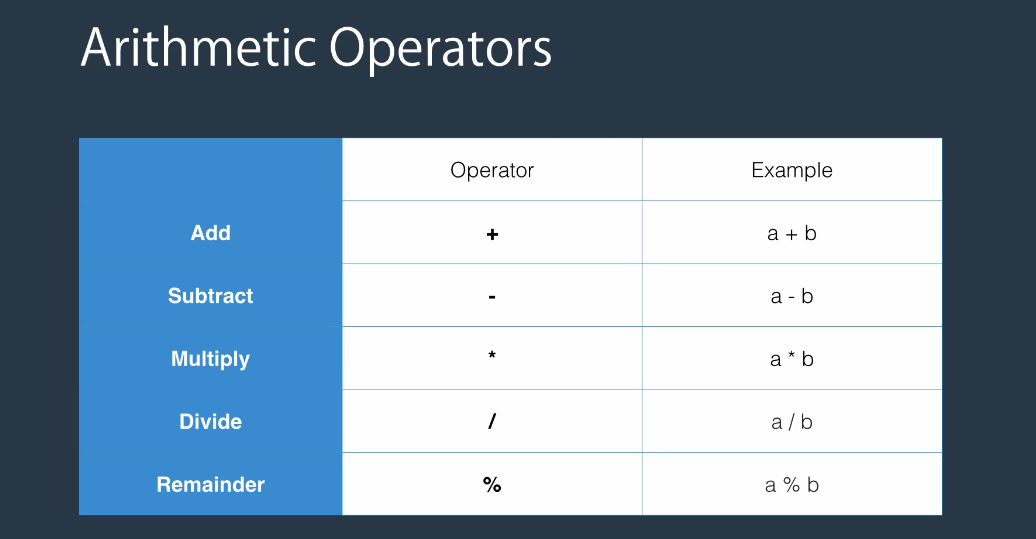 Arithmetic Operators
Operator Example
Add + a + b
Subtract - a - b
Multiply * a * b
Divide / a / b
Remainder % a % b